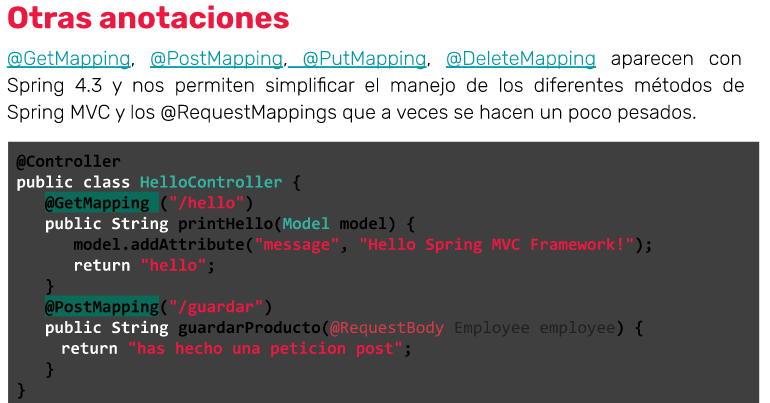 Otras anotaciones
@GetMapping, @PostMapping, @PutMapping, @DeleteMapping aparecen con
Spring 4.3 y nos permiten simplificar el manejo de los diferentes métodos de
Spring MVC y los @RequestMappings que a veces se hacen un poco pesados.
@Controller
public class HelloController {
@GetMapping ("/hello")
public String printHello(Model model) {
model.addAttribute("message", "Hello Spring MVC Framework!");
return "hello";
}
@PostMapping("/guardar")
public String guardarProducto(@RequestBody Employee employee) {
return "has hecho una peticion post";
}
}